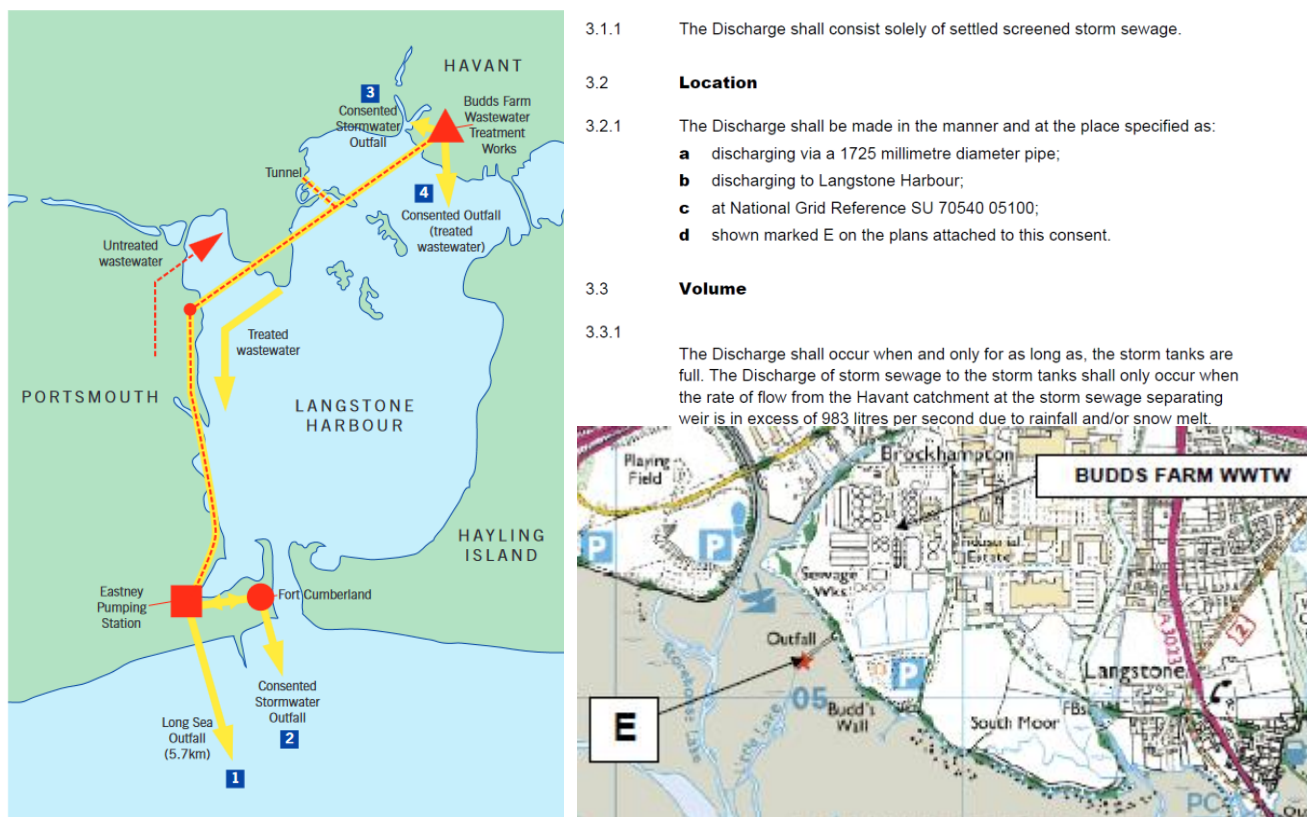 HAVANT
3
Consented
Stormwater
Outfall
Budds Farm
Wastewater
Treatment
Works
Tunnel
4
Consented Outfall
(treated
wastewater)
Untreated
wastewater
Treated
wastewater
PORTSMOUTH
LANGSTONE
HARBOUR
HAYLING
ISLAND
Eastney
Pumping
Station
Fort Cumberland
Consented
Stormwater
Outfall
2
Long Sea
Outfall
(5.7km)
1
3.1.1 The Discharge shall consist solely of settled screened storm sewage.
3.2 Location
3.2.1 The Discharge shall be made in the manner and at the place specified as:
a discharging via a 1725 millimetre diameter pipe;
b discharging to Langstone Harbour;
c at National Grid Reference SU 70540 05100;
d shown marked E on the plans attached to this consent.
3.3 Volume
3.3.1
The Discharge shall occur when and only for as long as, the storm tanks are
full. The Discharge of storm sewage to the storm tanks shall only occur when
the rate of flow from the Havant catchment at the storm sewage separating
weir is in excess of 983 litres per second due to rainfall and/or snow melt.
Playing
Field
Brockhampton
BUDDS FARM WWTW
P
P
Industrial
Estate
Sewage
Wks
A3023
2
Outfall
Langstone
P
E
05
Budd's
Wall
South Moor
FBs
Little Lake
PC